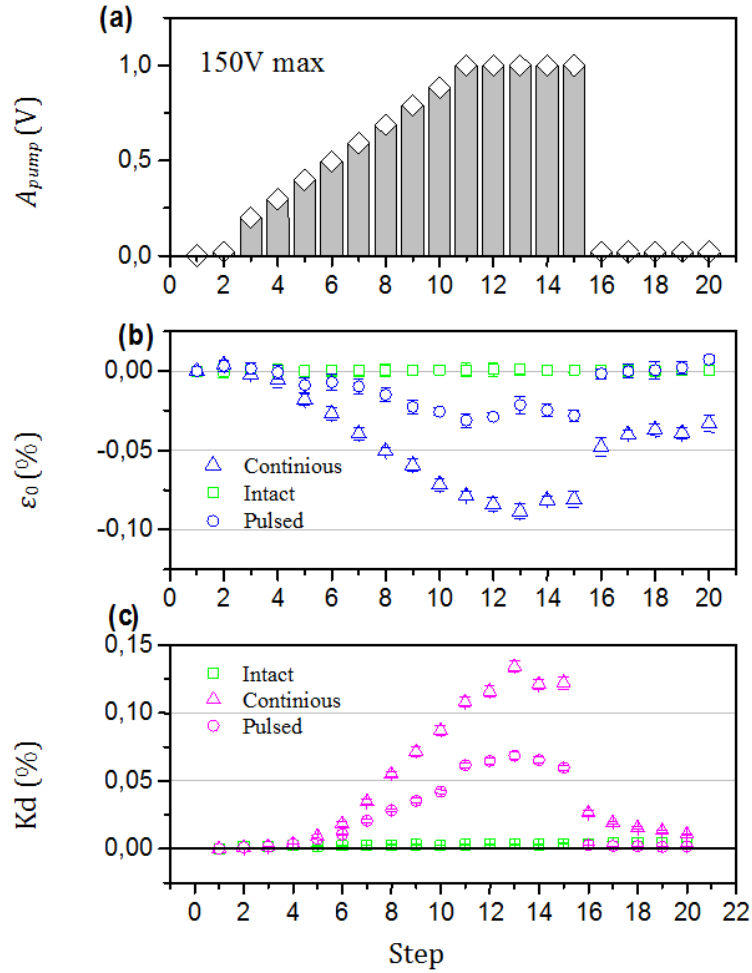 (a)
150V max
A_pump (V)
1,0
0,5
0,0
0 2 4 6 8 10 12 14 16 18 20 22
(b)
ε₀ (%)
0,00
-0,05
-0,10
Continious
Intact
Pulsed
0 2 4 6 8 10 12 14 16 18 20 22
(c)
Kd (%)
0,15
0,10
0,05
0,00
Intact
Continious
Pulsed
0 2 4 6 8 10 12 14 16 18 20 22
Step